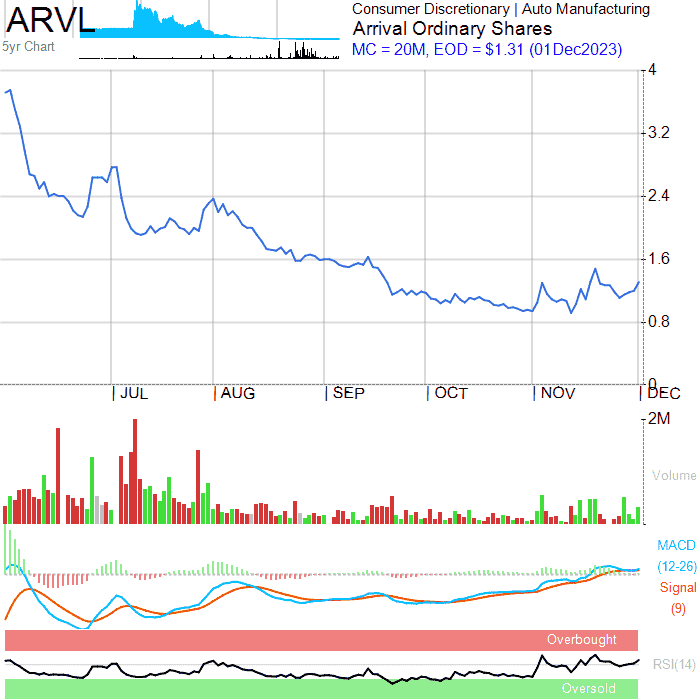 ARVL
5yr Chart
Consumer Discretionary | Auto Manufacturing
Arrival Ordinary Shares
MC = 20M, EOD = $1.31 (01Dec2023)
4
3.2
2.4
1.6
0.8
0
JUL AUG SEP OCT NOV DEC
2M
Volume
MACD
(12-26)
Signal
(9)
Overbought
RSI(14)
Oversold